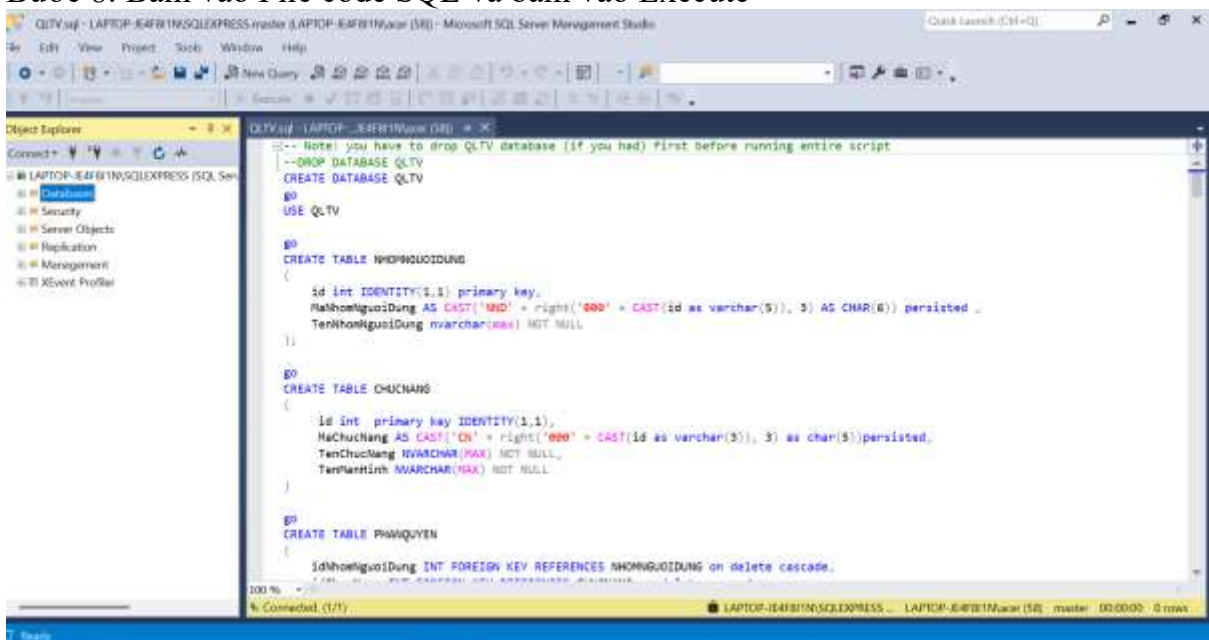 Bước 6: Bấm vào File code SQL và bấm vào Execute
QLTV.sql - LAPTOP-JE4F8I1N\SQLEXPRESS.master (LAPTOP-JE4F8I1N\acer (58)) - Microsoft SQL Server Management Studio
Quick Launch (Ctrl+Q)
Edit View Project Tools Window Help
New Query
Execute
Object Explorer
QLTV.sql - LAPTOP-...JE4F8I1N\acer (58))
Connect
LAPTOP-JE4F8I1N\SQLEXPRESS (SQL Ser
Databases
Security
Server Objects
Replication
Management
XEvent Profiler
-- Note: you have to drop QLTV database (if you had) first before running entire script
--DROP DATABASE QLTV
CREATE DATABASE QLTV
go
USE QLTV
go
CREATE TABLE NHOMNGUOIDUNG
(
id int IDENTITY(1,1) primary key,
MaNhomNguoiDung AS CAST('NND' + right('000' + CAST(id as varchar(5)), 3) AS CHAR(6)) persisted ,
TenNhomNguoiDung nvarchar(max) NOT NULL
);
go
CREATE TABLE CHUCNANG
(
id int primary key IDENTITY(1,1),
MaChucNang AS CAST('CN' + right('000' + CAST(id as varchar(3)), 3) as char(5))persisted,
TenChucNang NVARCHAR(MAX) NOT NULL,
TenManHinh NVARCHAR(MAX) NOT NULL
)
go
CREATE TABLE PHANQUYEN
(
idNhomNguoiDung INT FOREIGN KEY REFERENCES NHOMNGUOIDUNG on delete cascade,
100 %
Connected. (1/1)
LAPTOP-JE4F8I1N\SQLEXPRESS ... LAPTOP-JE4F8I1N\acer (58) master 00:00:00 0 rows
Ready